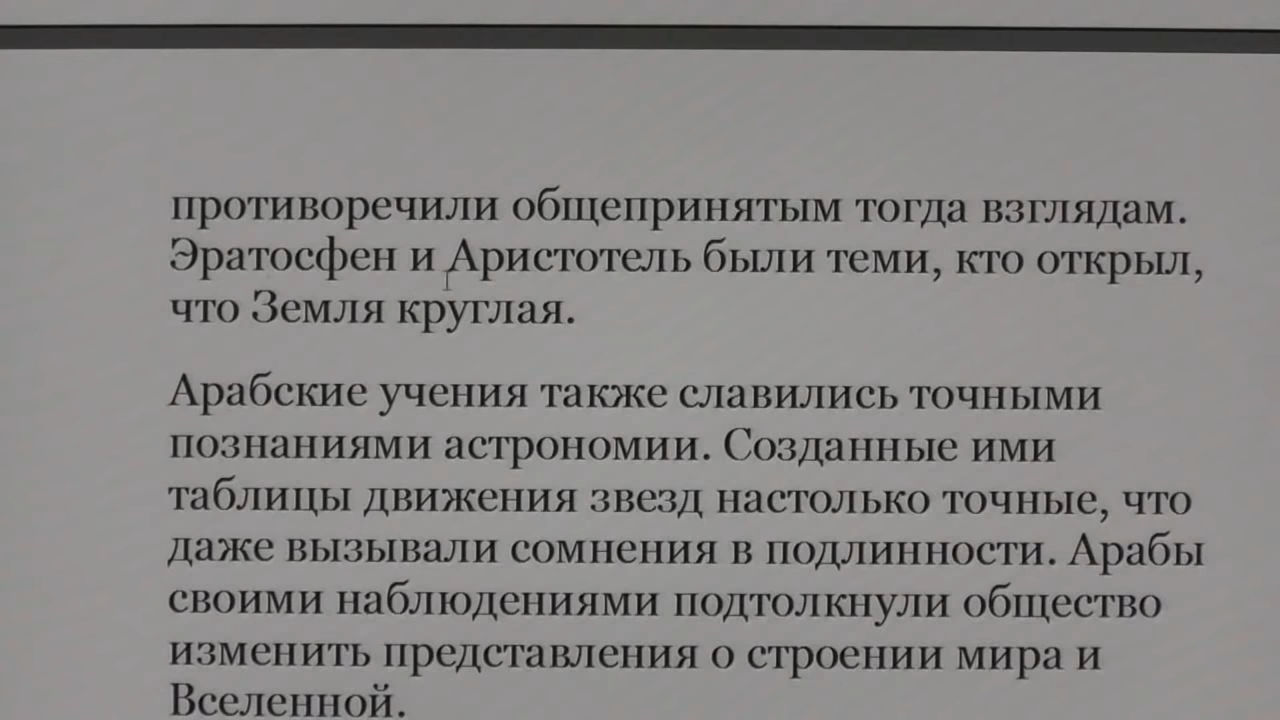 противоречили общепринятым тогда взглядам.
Эратосфен и Аристотель были теми, кто открыл,
что Земля круглая.
Арабские учения также славились точными
познаниями астрономии. Созданные ими
таблицы движения звезд настолько точные, что
даже вызывали сомнения в подлинности. Арабы
своими наблюдениями подтолкнули общество
изменить представления о строении мира и
Вселенной.